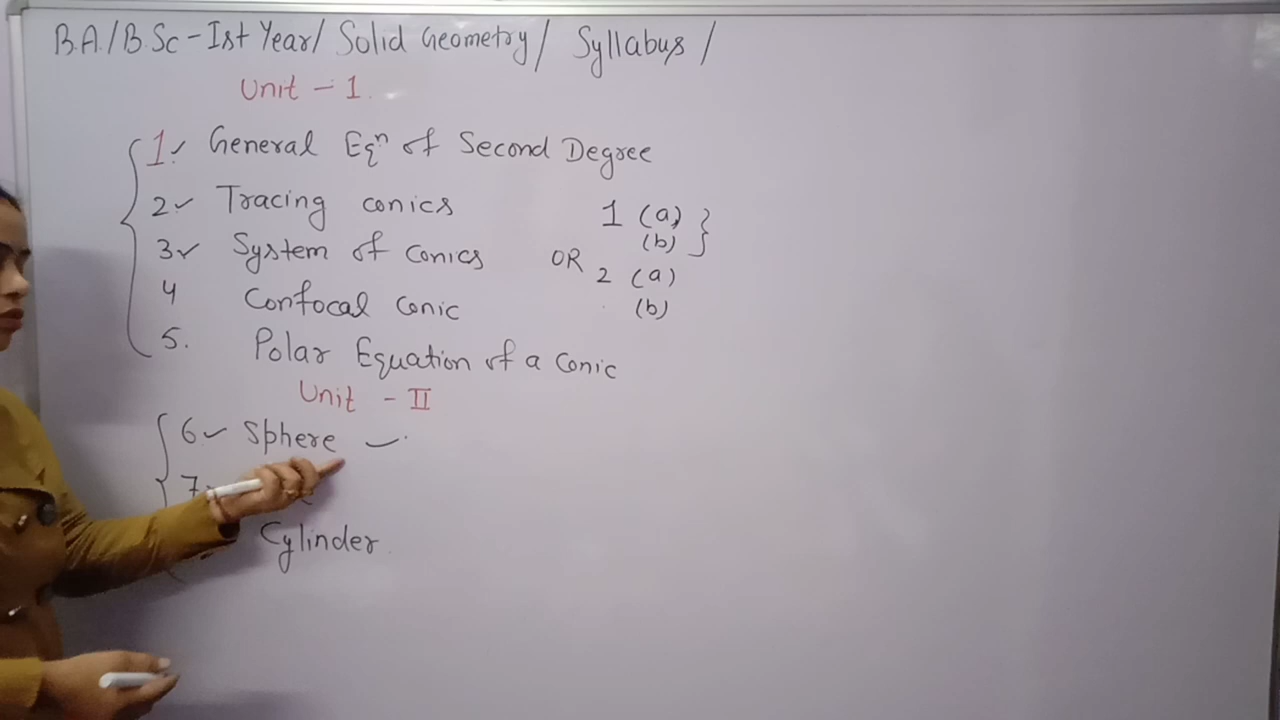 B.A./B.Sc-Ist Year/ Solid Geometry/ Syllabus/
Unit - 1
1. General Eqⁿ of Second Degree
2 Tracing conics
3 System of Conics
4 Confocal Conic
5. Polar Equation of a Conic
1 (a)
(b)
OR 2 (a)
(b)
Unit - II
6 Sphere
7
Cylinder